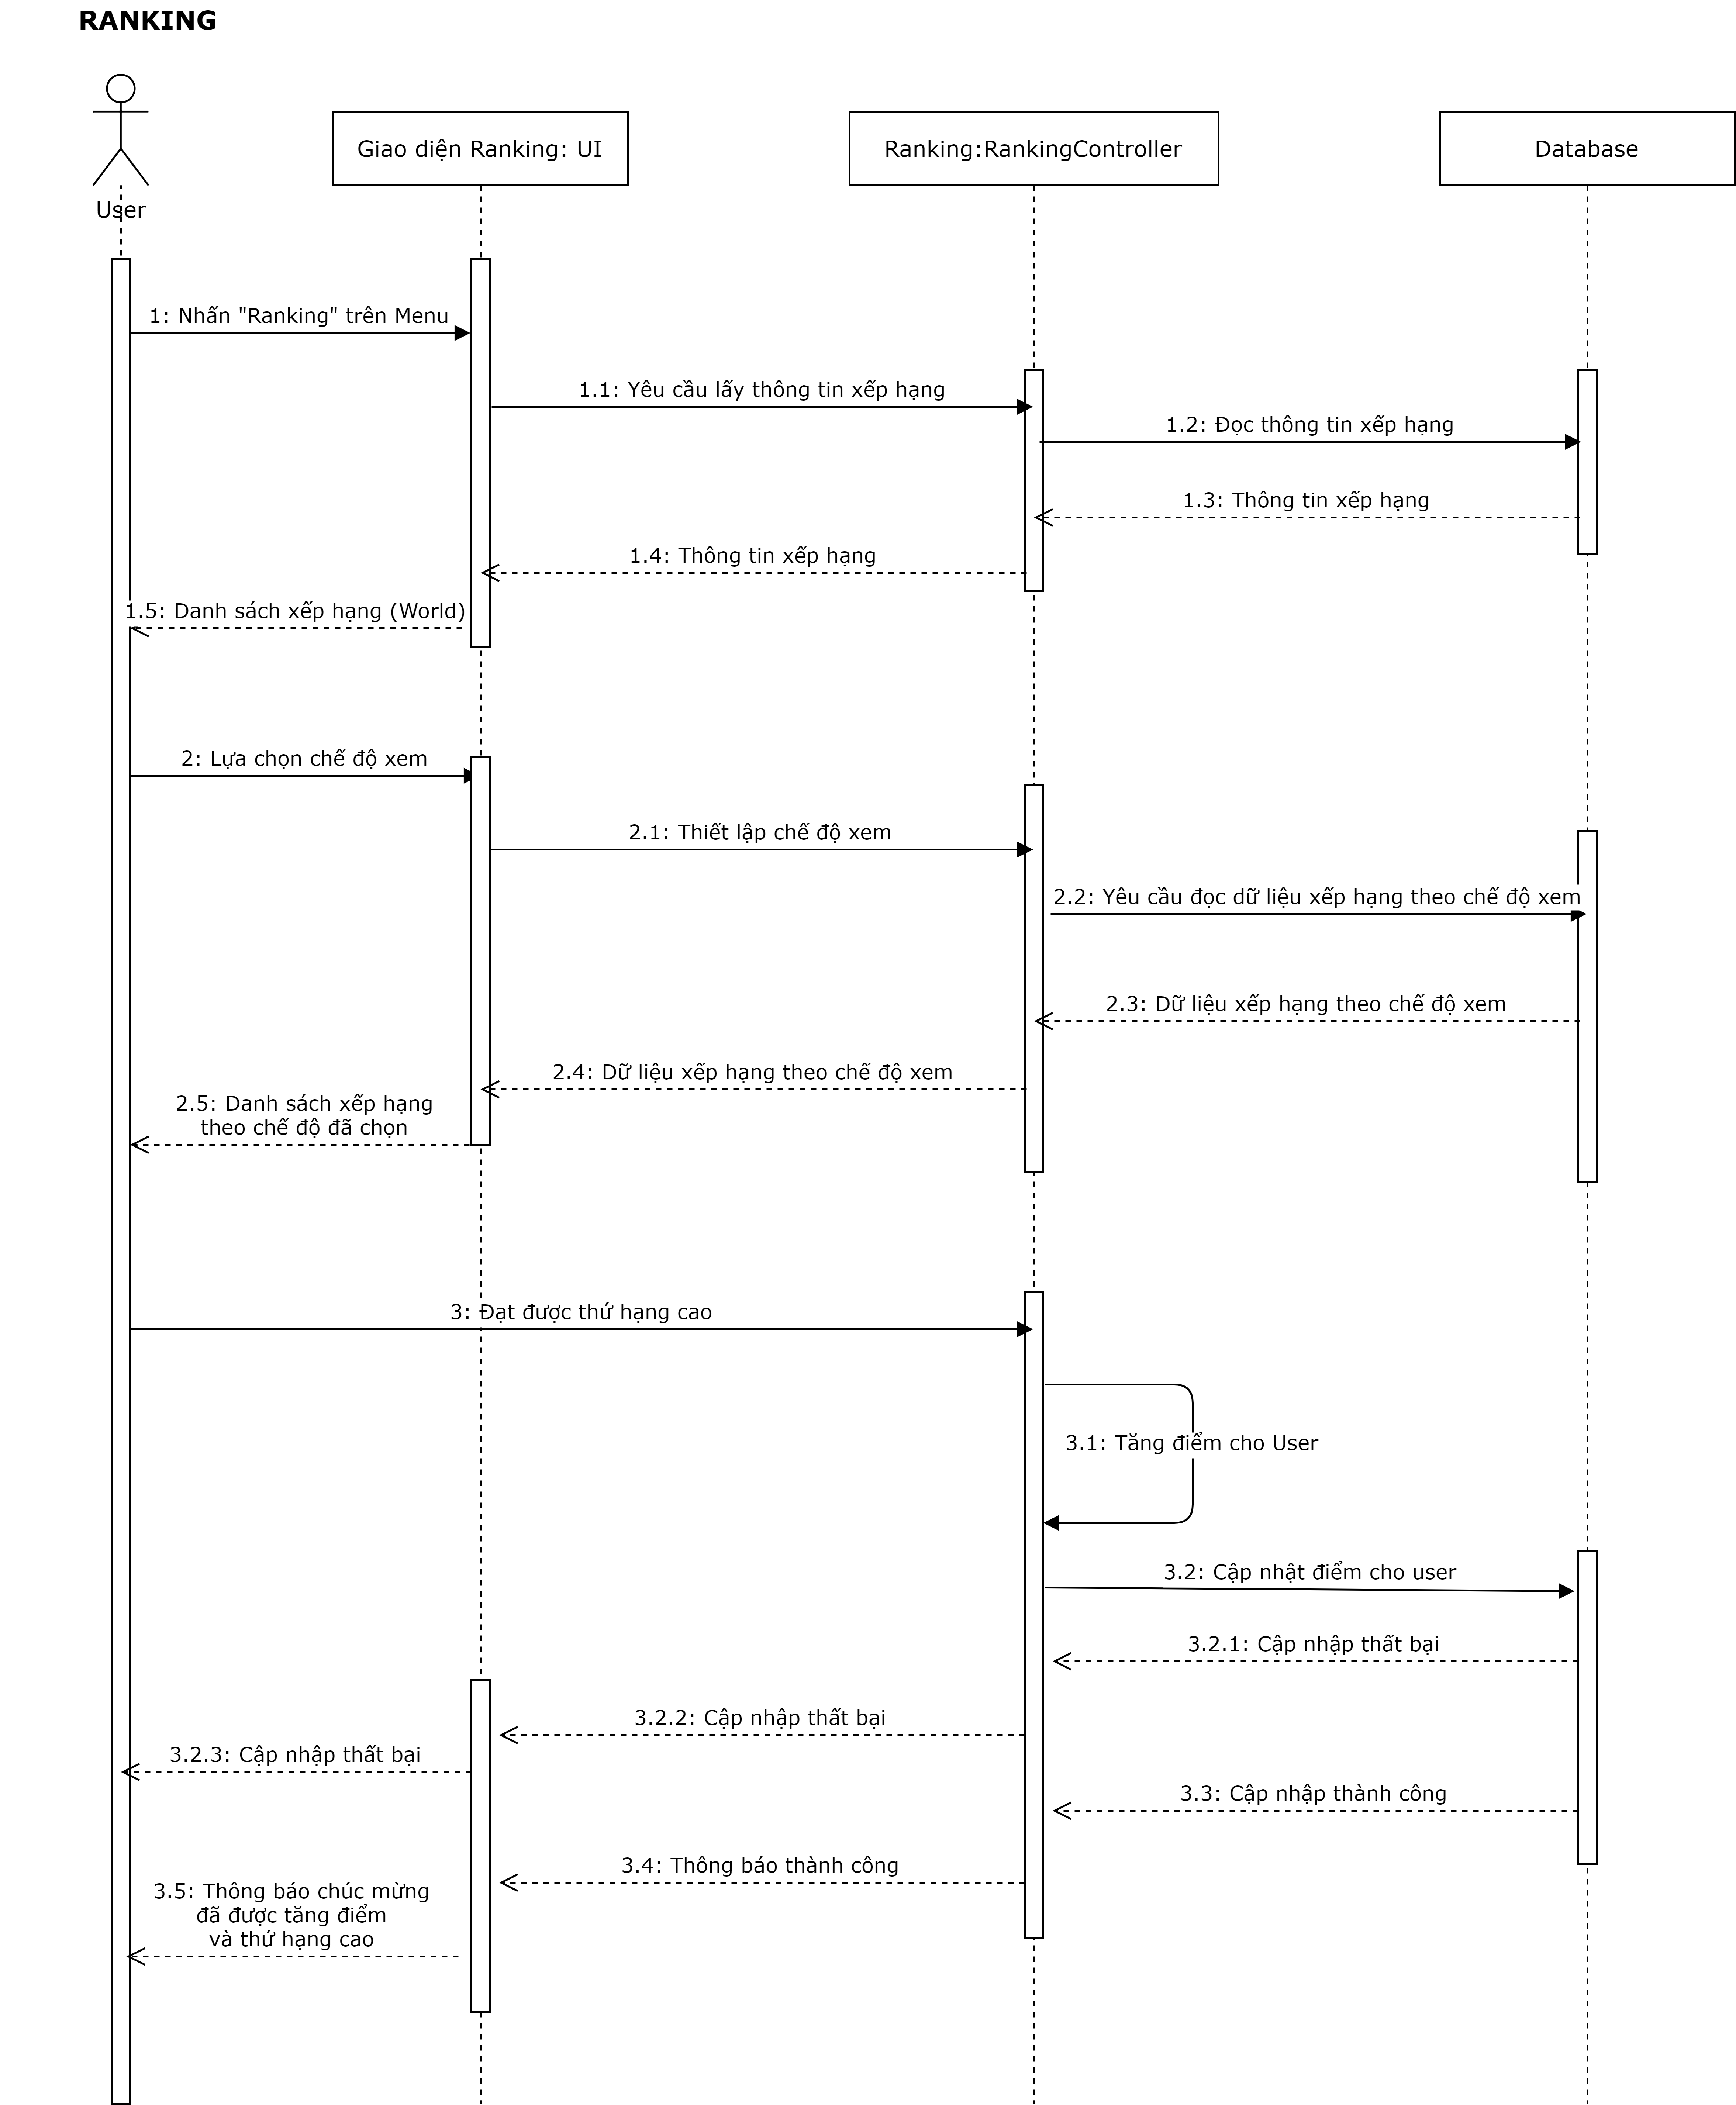 RANKING
User
Giao diện Ranking: UI
Ranking:RankingController
Database
1: Nhấn "Ranking" trên Menu
1.1: Yêu cầu lấy thông tin xếp hạng
1.2: Đọc thông tin xếp hạng
1.3: Thông tin xếp hạng
1.4: Thông tin xếp hạng
1.5: Danh sách xếp hạng (World)
2: Lựa chọn chế độ xem
2.1: Thiết lập chế độ xem
2.2: Yêu cầu đọc dữ liệu xếp hạng theo chế độ xem
2.3: Dữ liệu xếp hạng theo chế độ xem
2.4: Dữ liệu xếp hạng theo chế độ xem
2.5: Danh sách xếp hạng
theo chế độ đã chọn
3: Đạt được thứ hạng cao
3.1: Tăng điểm cho User
3.2: Cập nhật điểm cho user
3.2.1: Cập nhập thất bại
3.2.2: Cập nhập thất bại
3.2.3: Cập nhập thất bại
3.3: Cập nhập thành công
3.4: Thông báo thành công
3.5: Thông báo chúc mừng
đã được tăng điểm
và thứ hạng cao